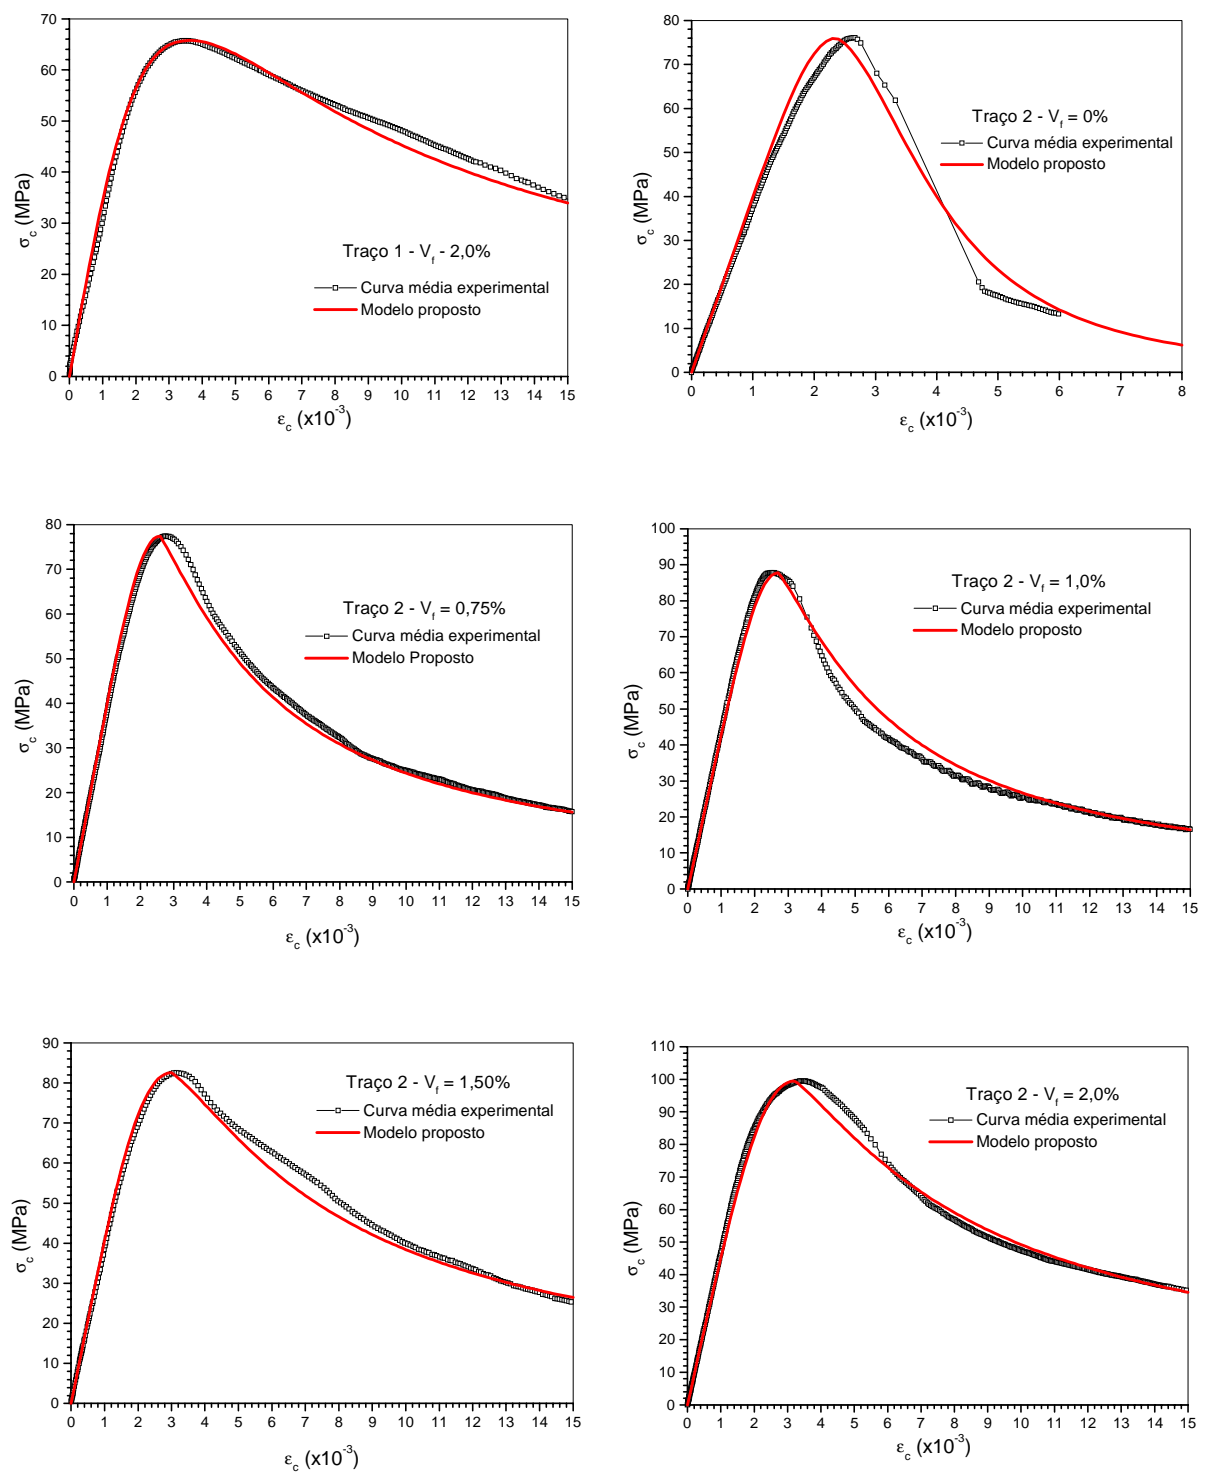 70
60
50
40
30
20
10
0
σc (MPa)
Traço 1 - Vf - 2,0%
Curva média experimental
Modelo proposto
0 1 2 3 4 5 6 7 8 9 10 11 12 13 14 15
εc (x10-3)
80
70
60
50
40
30
20
10
0
σc (MPa)
Traço 2 - Vf = 0%
Curva média experimental
Modelo proposto
0 1 2 3 4 5 6 7 8
εc (x10-3)
80
70
60
50
40
30
20
10
0
σc (MPa)
Traço 2 - Vf = 0,75%
Curva média experimental
Modelo Proposto
0 1 2 3 4 5 6 7 8 9 10 11 12 13 14 15
εc (x10-3)
100
90
80
70
60
50
40
30
20
10
0
σc (MPa)
Traço 2 - Vf = 1,0%
Curva média experimental
Modelo proposto
0 1 2 3 4 5 6 7 8 9 10 11 12 13 14 15
εc (x10-3)
90
80
70
60
50
40
30
20
10
0
σc (MPa)
Traço 2 - Vf = 1,50%
Curva média experimental
Modelo proposto
0 1 2 3 4 5 6 7 8 9 10 11 12 13 14 15
εc (x10-3)
110
100
90
80
70
60
50
40
30
20
10
0
σc (MPa)
Traço 2 - Vf = 2,0%
Curva média experimental
Modelo proposto
0 1 2 3 4 5 6 7 8 9 10 11 12 13 14 15
εc (x10-3)